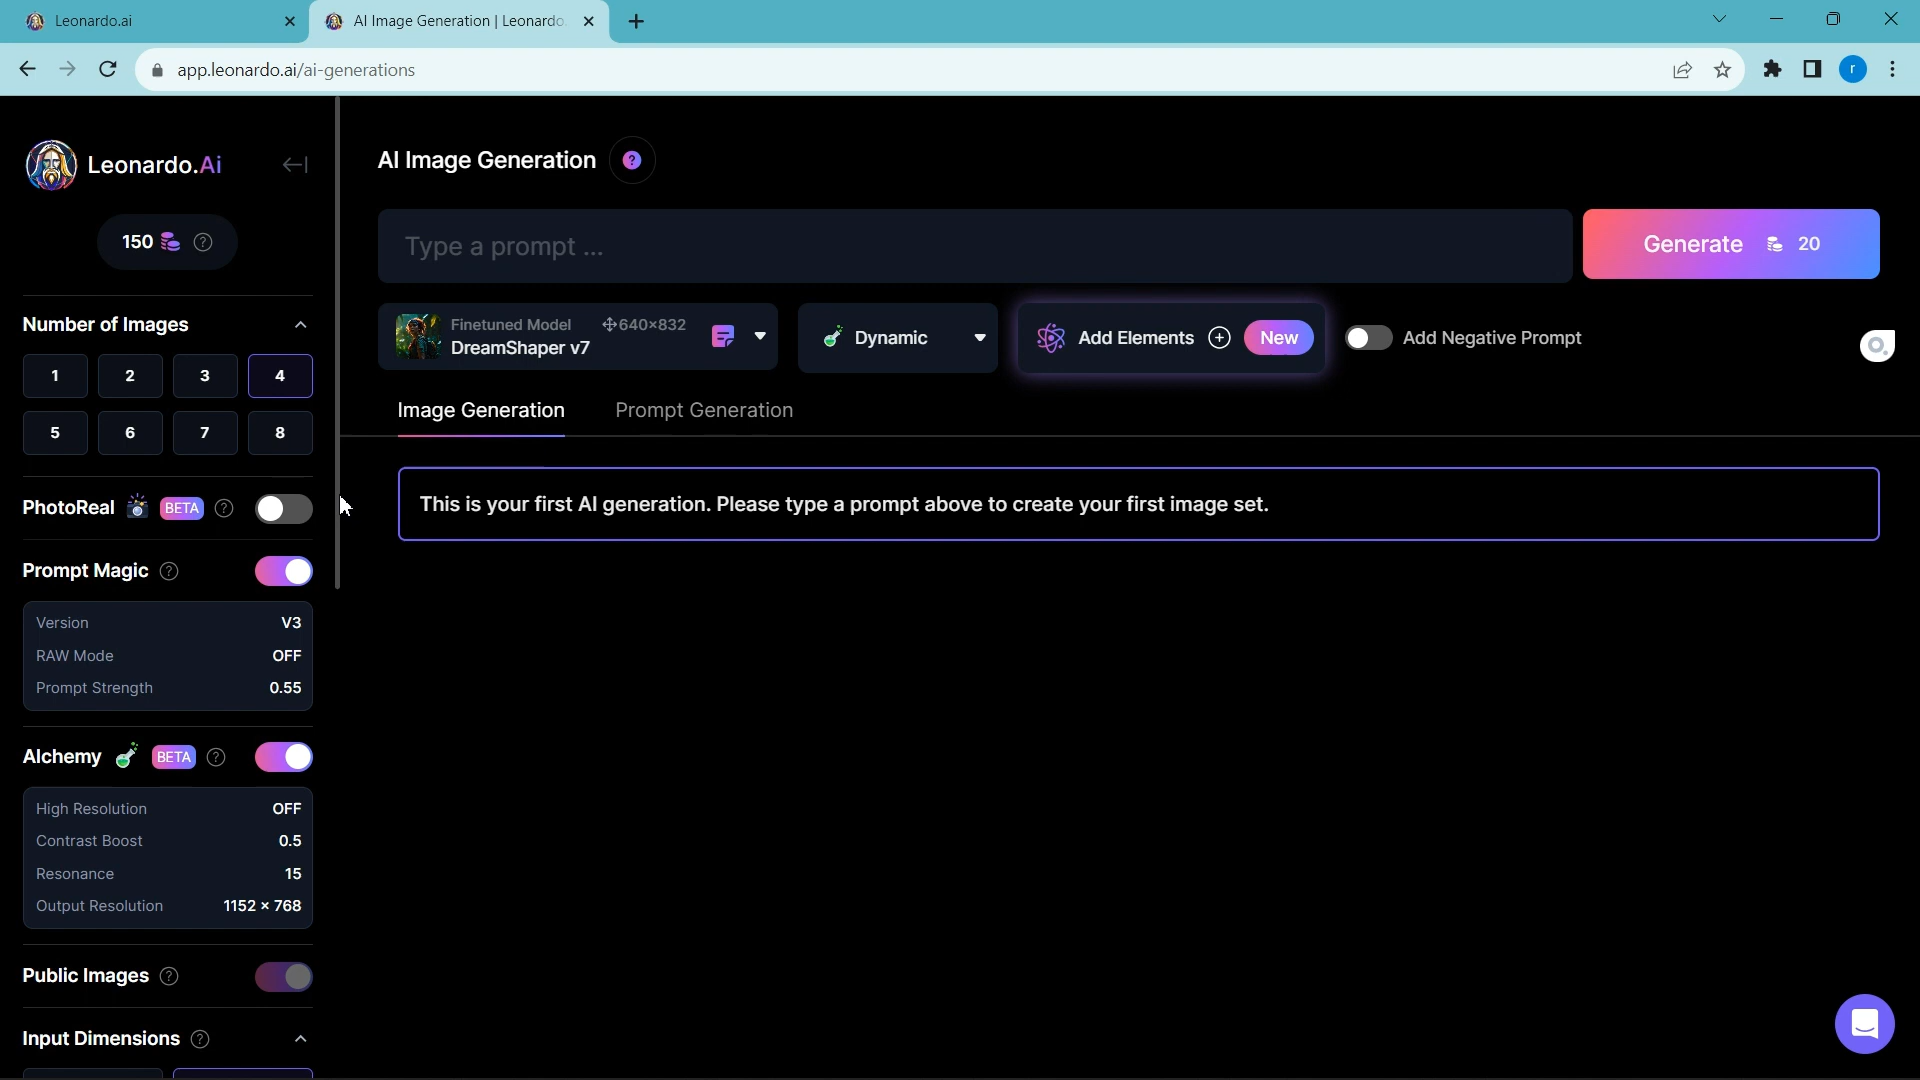 Leonardo.ai
AI Image Generation | Leonardo.
app.leonardo.ai/ai-generations
r
Leonardo.Ai
150 ?
Number of Images
1 2 3 4
5 6 7 8
PhotoReal BETA ?
Prompt Magic ?
Version V3
RAW Mode OFF
Prompt Strength 0.55
Alchemy BETA ?
High Resolution OFF
Contrast Boost 0.5
Resonance 15
Output Resolution 1152 × 768
Public Images ?
Input Dimensions ?
AI Image Generation ?
Type a prompt ...
Generate 20
Finetuned Model 640×832
DreamShaper v7
Dynamic
Add Elements New
Add Negative Prompt
Image Generation Prompt Generation
This is your first AI generation. Please type a prompt above to create your first image set.